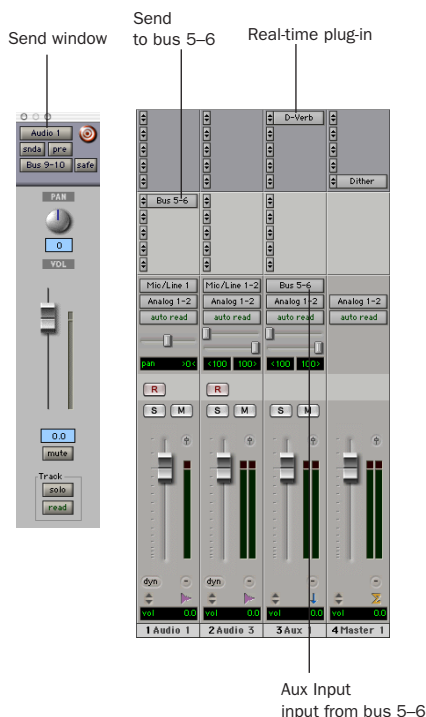 Send
to bus 5–6
Send window
Real-time plug-in
Audio 1
snda pre
Bus 9-10 safe
PAN
0
VOL
0.0
mute
Track
solo
read
D-Verb
Dither
Bus 5-6
Mic/Line 1 Mic/Line 1-2 Bus 5-6
Analog 1-2 Analog 1-2 Analog 1-2 Analog 1-2
auto read auto read auto read auto read
pan >0< <100 100> <100 100>
R R
S M S M S M
dyn dyn
vol 0.0 vol 0.0 vol 0.0 vol 0.0
1 Audio 1 2 Audio 3 3 Aux 1 4 Master 1
Aux Input
input from bus 5–6